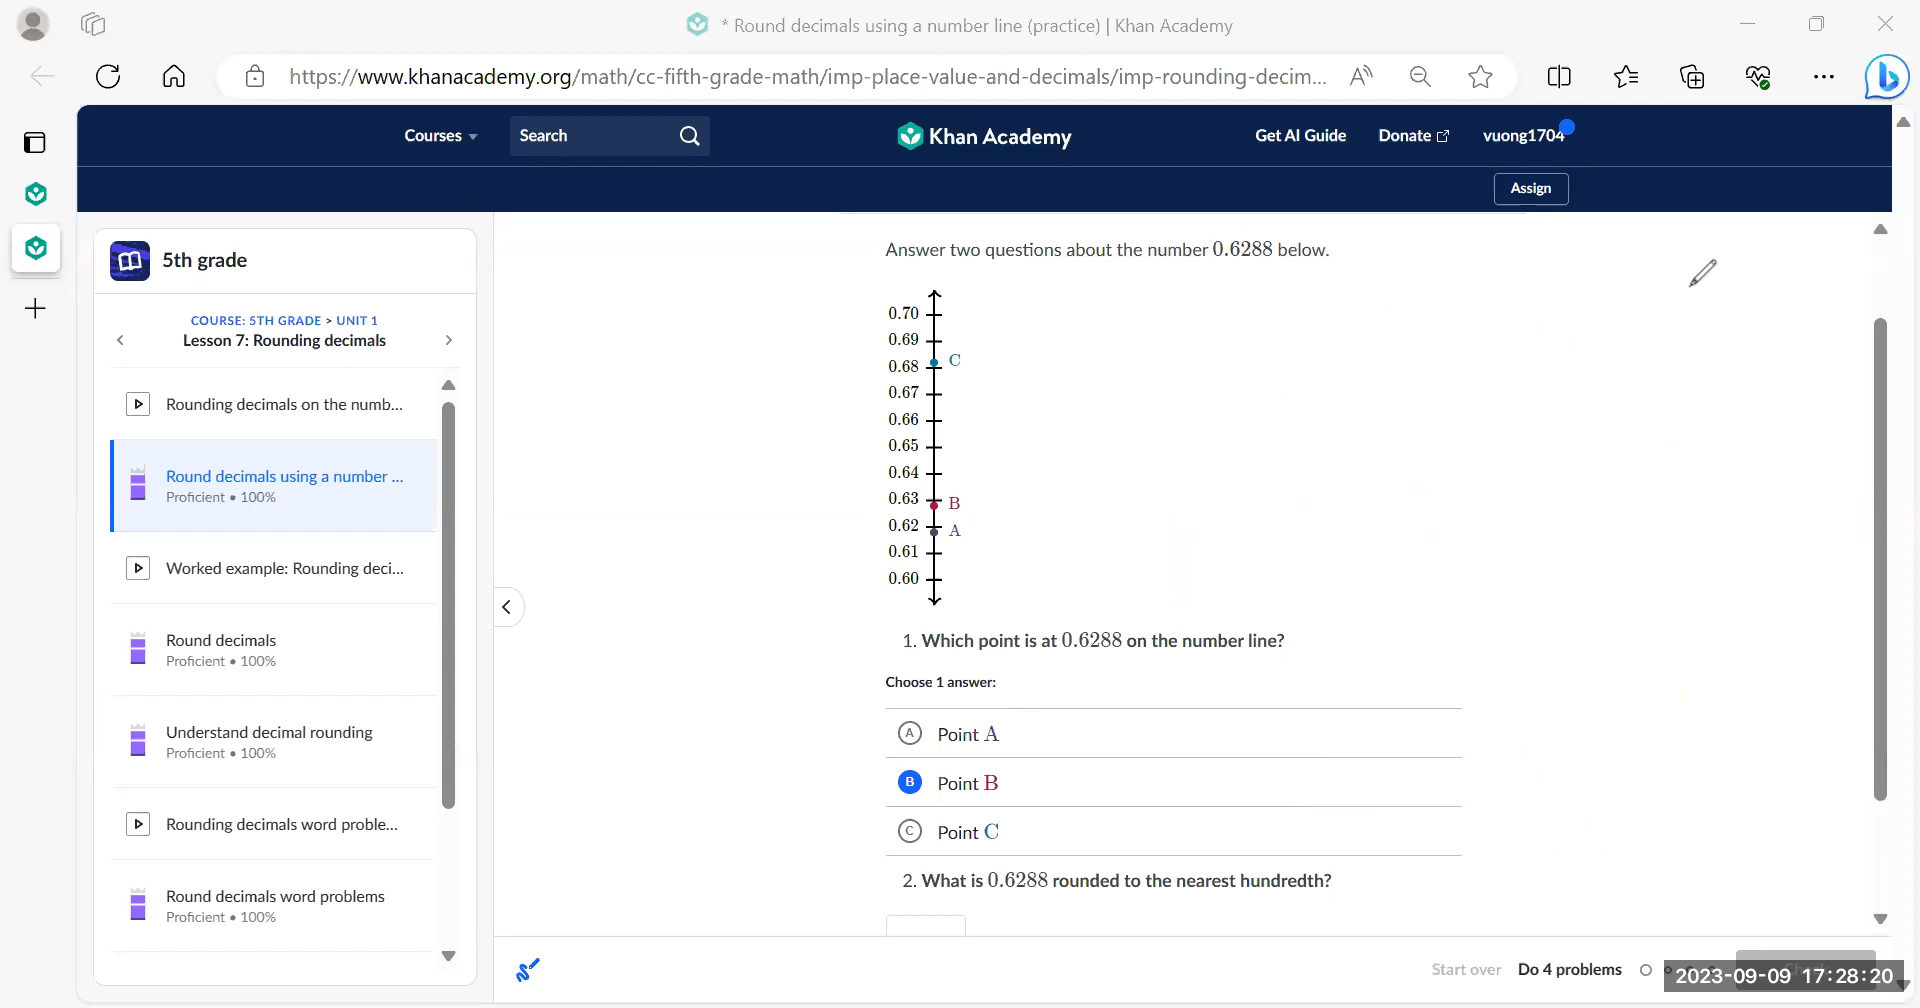 * Round decimals using a number line (practice) | Khan Academy
https://www.khanacademy.org/math/cc-fifth-grade-math/imp-place-value-and-decimals/imp-rounding-decim...
Courses
Search
Khan Academy
Get AI Guide
Donate
vuong1704
Assign
5th grade
COURSE: 5TH GRADE > UNIT 1
Lesson 7: Rounding decimals
Rounding decimals on the numb...
Round decimals using a number ...
Proficient • 100%
Worked example: Rounding deci...
Round decimals
Proficient • 100%
Understand decimal rounding
Proficient • 100%
Rounding decimals word proble...
Round decimals word problems
Proficient • 100%
Answer two questions about the number 0.6288 below.
0.70
0.69
C
0.68
0.67
0.66
0.65
0.64
0.63
B
0.62
A
0.61
0.60
1. Which point is at 0.6288 on the number line?
Choose 1 answer:
A Point A
B Point B
C Point C
2. What is 0.6288 rounded to the nearest hundredth?
Start over
Do 4 problems
2023-09-09 17:28:20